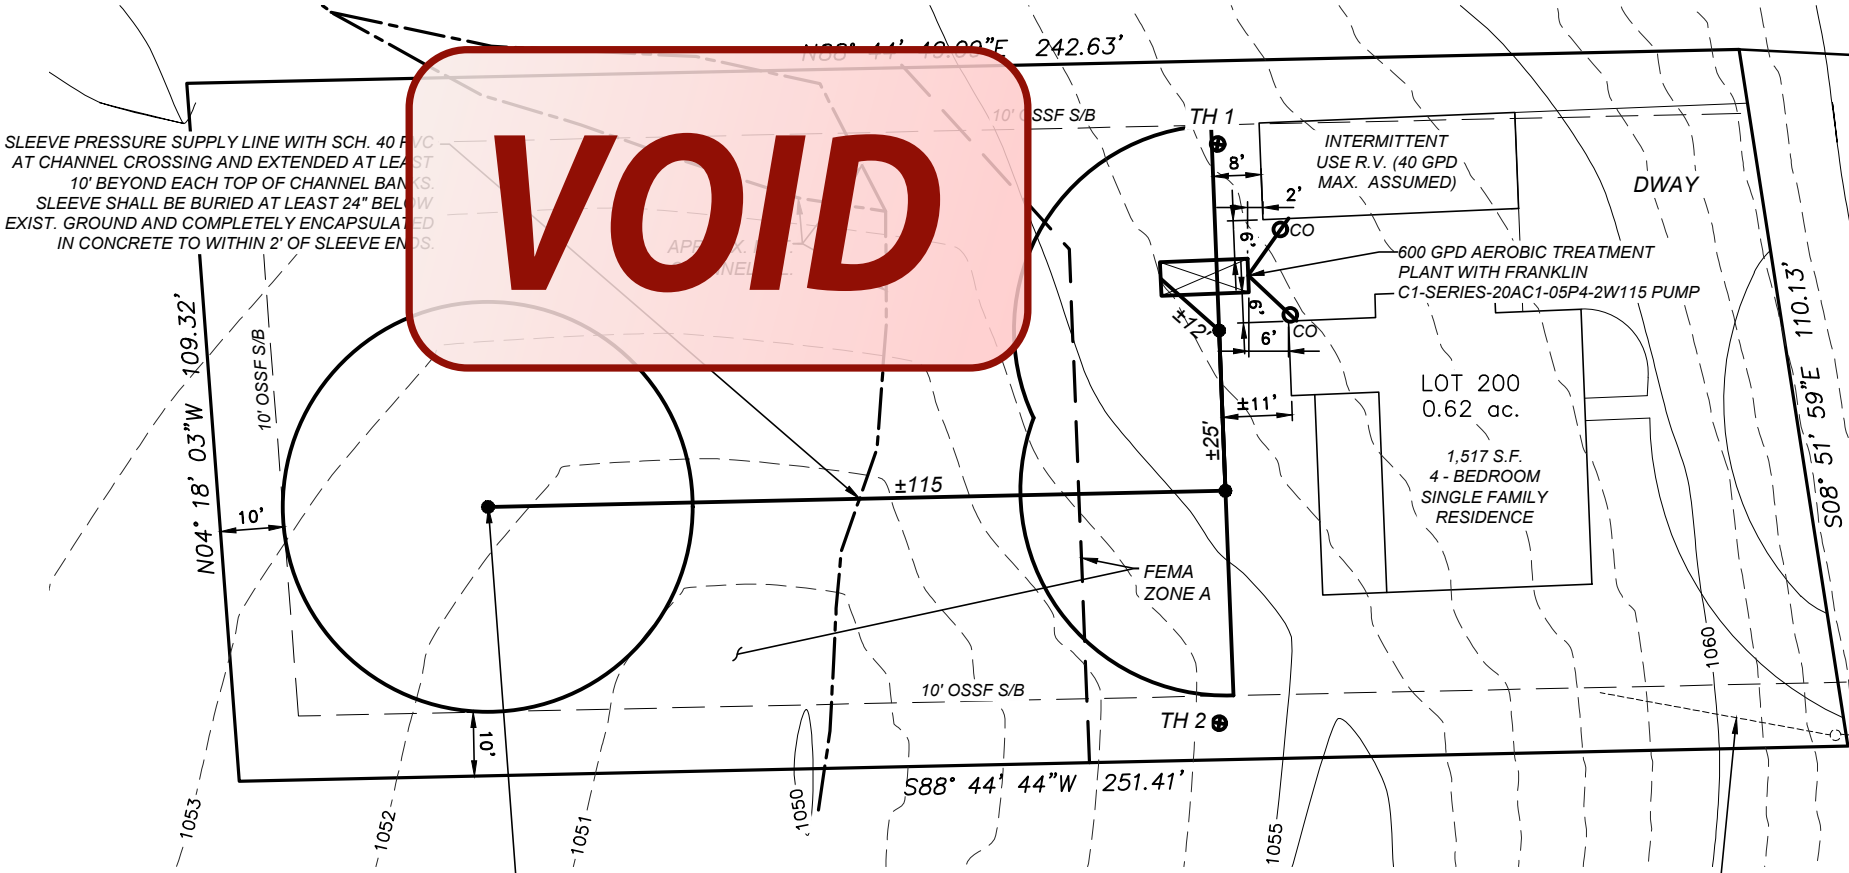 N88° 44' 49.09"E 242.63'
SLEEVE PRESSURE SUPPLY LINE WITH SCH. 40 PVC
AT CHANNEL CROSSING AND EXTENDED AT LEAST
10' BEYOND EACH TOP OF CHANNEL BANKS.
SLEEVE SHALL BE BURIED AT LEAST 24" BELOW
EXIST. GROUND AND COMPLETELY ENCAPSULATED
IN CONCRETE TO WITHIN 2' OF SLEEVE ENDS.
VOID
10' OSSF S/B
TH 1
INTERMITTENT
USE R.V. (40 GPD
MAX. ASSUMED)
8'
2'
DWAY
CO
9'
600 GPD AEROBIC TREATMENT
PLANT WITH FRANKLIN
C1-SERIES-20AC1-05P4-2W115 PUMP
9'
±12'
CO
6'
N04° 18' 03"W 109.32'
10' OSSF S/B
S08° 51' 59"E 110.13'
LOT 200
0.62 ac.
±11'
±25'
1,517 S.F.
4 - BEDROOM
SINGLE FAMILY
RESIDENCE
±115
10'
FEMA
ZONE A
10' OSSF S/B
TH 2
10'
S88° 44' 44"W 251.41'
1053
1052
1051
1050
1055
1060